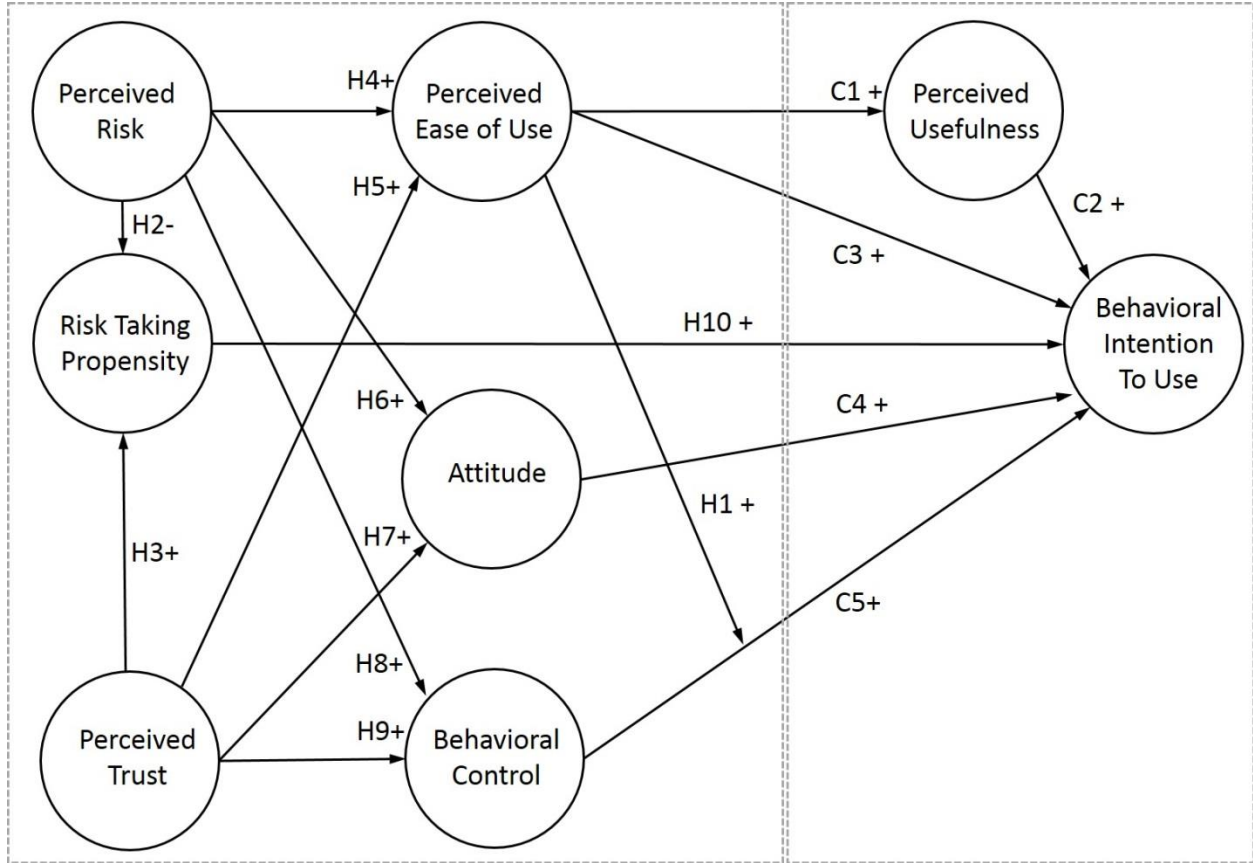 Perceived
Risk
H4+
Perceived
Ease of Use
C1 +
Perceived
Usefulness
H5+
H2-
C2 +
C3 +
Risk Taking
Propensity
H10 +
Behavioral
Intention
To Use
H6+
C4 +
Attitude
H1 +
H7+
H3+
C5+
H8+
H9+
Perceived
Trust
Behavioral
Control